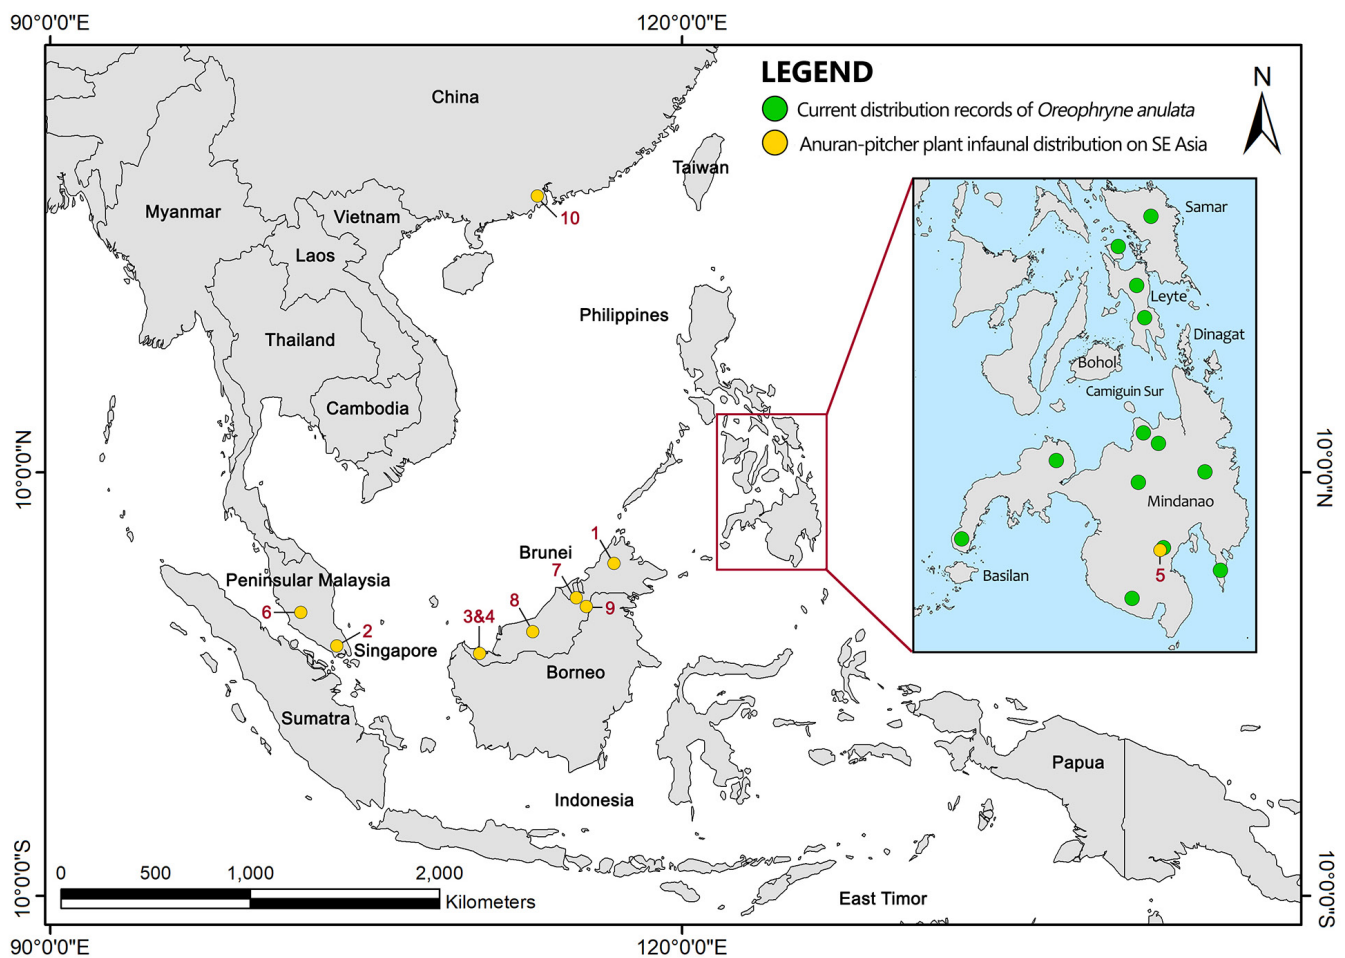 90°0'0"E
120°0'0"E
LEGEND
Current distribution records of Oreophryne anulata
Anuran-pitcher plant infaunal distribution on SE Asia
N
China
Taiwan
Myanmar
Vietnam
10
Laos
Samar
Leyte
Philippines
Thailand
Dinagat
Bohol
Camiguin Sur
Cambodia
10°0'0"N
10°0'0"N
Mindanao
1
Brunei
7
5
Basilan
Peninsular Malaysia
6
8
9
3&4
2
Singapore
Borneo
Sumatra
Papua
Indonesia
0
500
1,000
2,000
Kilometers
East Timor
10°0'0"S
10°0'0"S
90°0'0"E
120°0'0"E